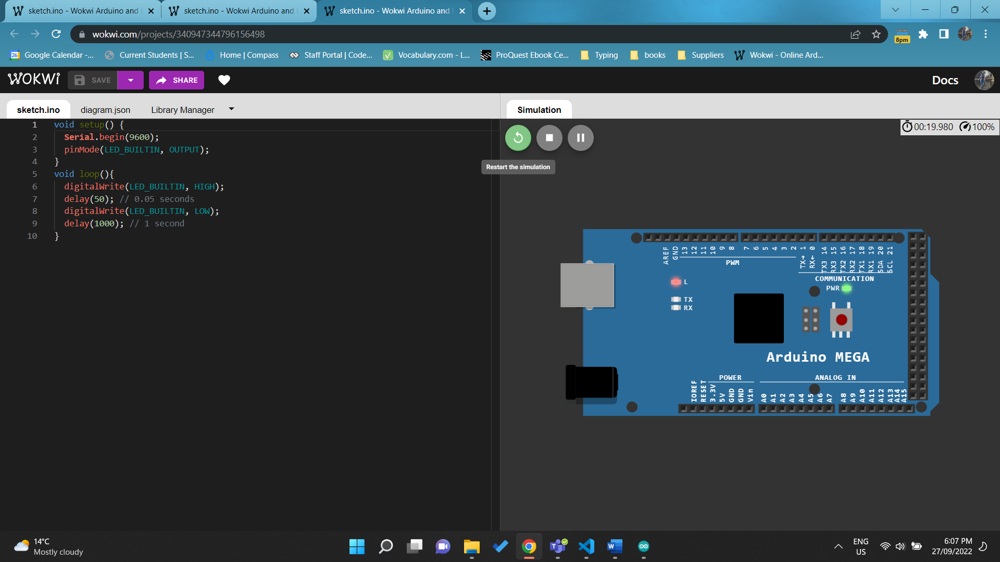 sketch.ino - Wokwi Arduino and
sketch.ino - Wokwi Arduino and
sketch.ino - Wokwi Arduino and
wokwi.com/projects/340947344796156498
8pm
26 Google Calendar -...
Current Students | S...
Home | Compass
Staff Portal | Code...
Vocabulary.com - L...
ProQuest Ebook Ce...
Typing
books
Suppliers
Wokwi - Online Ard...
WOKWi
SAVE
SHARE
Docs
sketch.ino
diagram.json
Library Manager
Simulation
1 void setup() {
2 Serial.begin(9600);
3 pinMode(LED_BUILTIN, OUTPUT);
4 }
5 void loop(){
6 digitalWrite(LED_BUILTIN, HIGH);
7 delay(50); // 0.05 seconds
8 digitalWrite(LED_BUILTIN, LOW);
9 delay(1000); // 1 second
10 }
00:19.980 100%
Restart the simulation
AREF GND 13 12 11 10 9 8 7 6 5 4 3 2 TX→ 1 RX← 0 TX3 14 RX3 15 TX2 16 RX2 17 TX1 18 RX1 19 SDA 20 SCL 21
PWM
COMMUNICATION
L
PWR
TX
RX
Arduino MEGA
POWER
ANALOG IN
IOREF RESET 3.3V 5V GND GND Vin A0 A1 A2 A3 A4 A5 A6 A7 A8 A9 A10 A11 A12 A13 A14 A15
14°C
Mostly cloudy
ENG
US
6:07 PM
27/09/2022